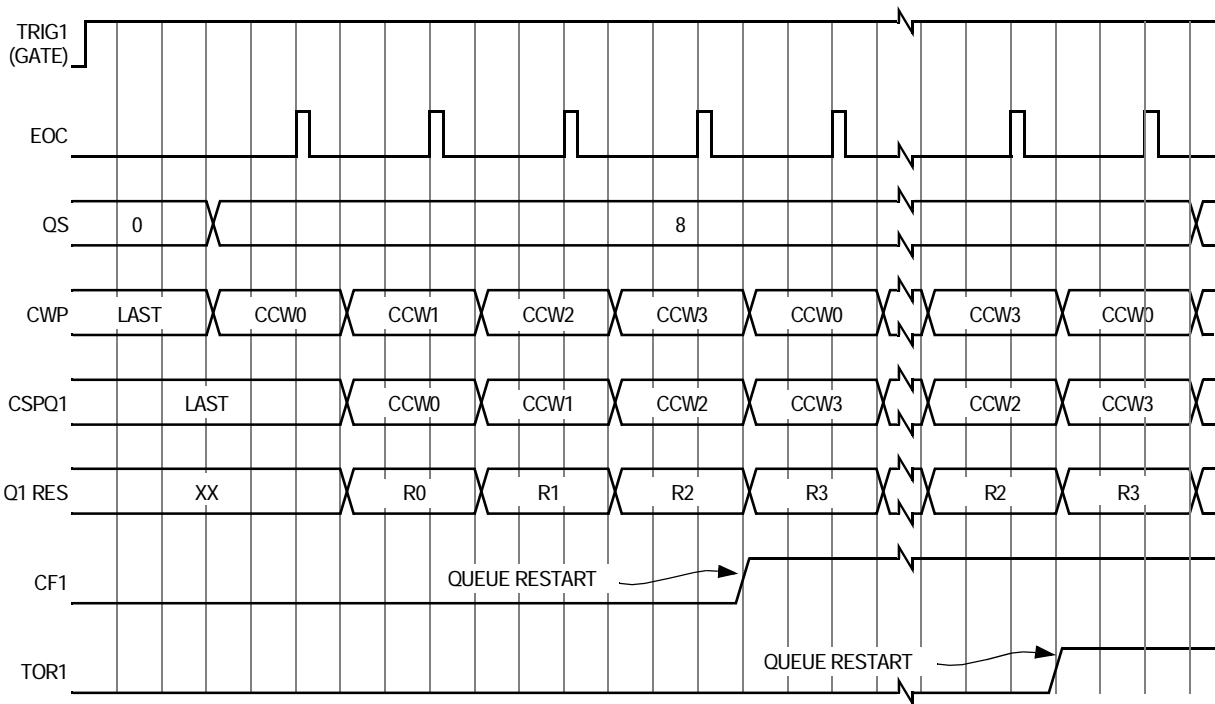 TRIG1
(GATE)
EOC
QS 0 8
CWP LAST CCW0 CCW1 CCW2 CCW3 CCW0 CCW3 CCW0
CSPQ1 LAST CCW0 CCW1 CCW2 CCW3 CCW2 CCW3
Q1 RES XX R0 R1 R2 R3 R2 R3
CF1 QUEUE RESTART
TOR1 QUEUE RESTART